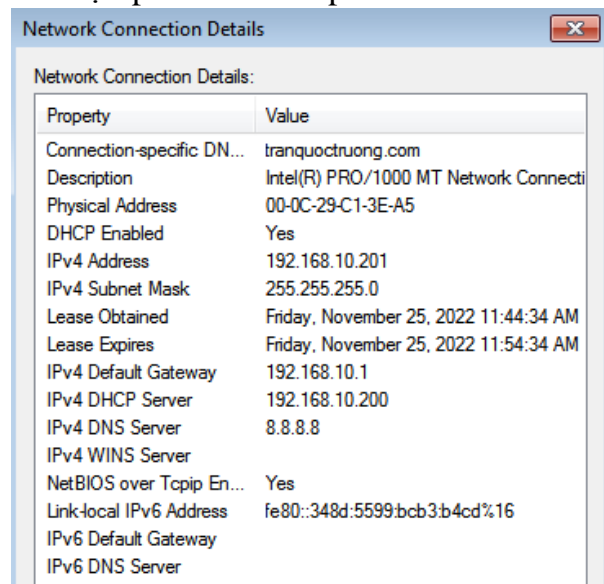 Network Connection Details
Network Connection Details:
Property Value
Connection-specific DN... tranquoctruong.com
Description Intel(R) PRO/1000 MT Network Connecti
Physical Address 00-0C-29-C1-3E-A5
DHCP Enabled Yes
IPv4 Address 192.168.10.201
IPv4 Subnet Mask 255.255.255.0
Lease Obtained Friday, November 25, 2022 11:44:34 AM
Lease Expires Friday, November 25, 2022 11:54:34 AM
IPv4 Default Gateway 192.168.10.1
IPv4 DHCP Server 192.168.10.200
IPv4 DNS Server 8.8.8.8
IPv4 WINS Server
NetBIOS over Tcpip En... Yes
Link-local IPv6 Address fe80::348d:5599:bcb3:b4cd%16
IPv6 Default Gateway
IPv6 DNS Server